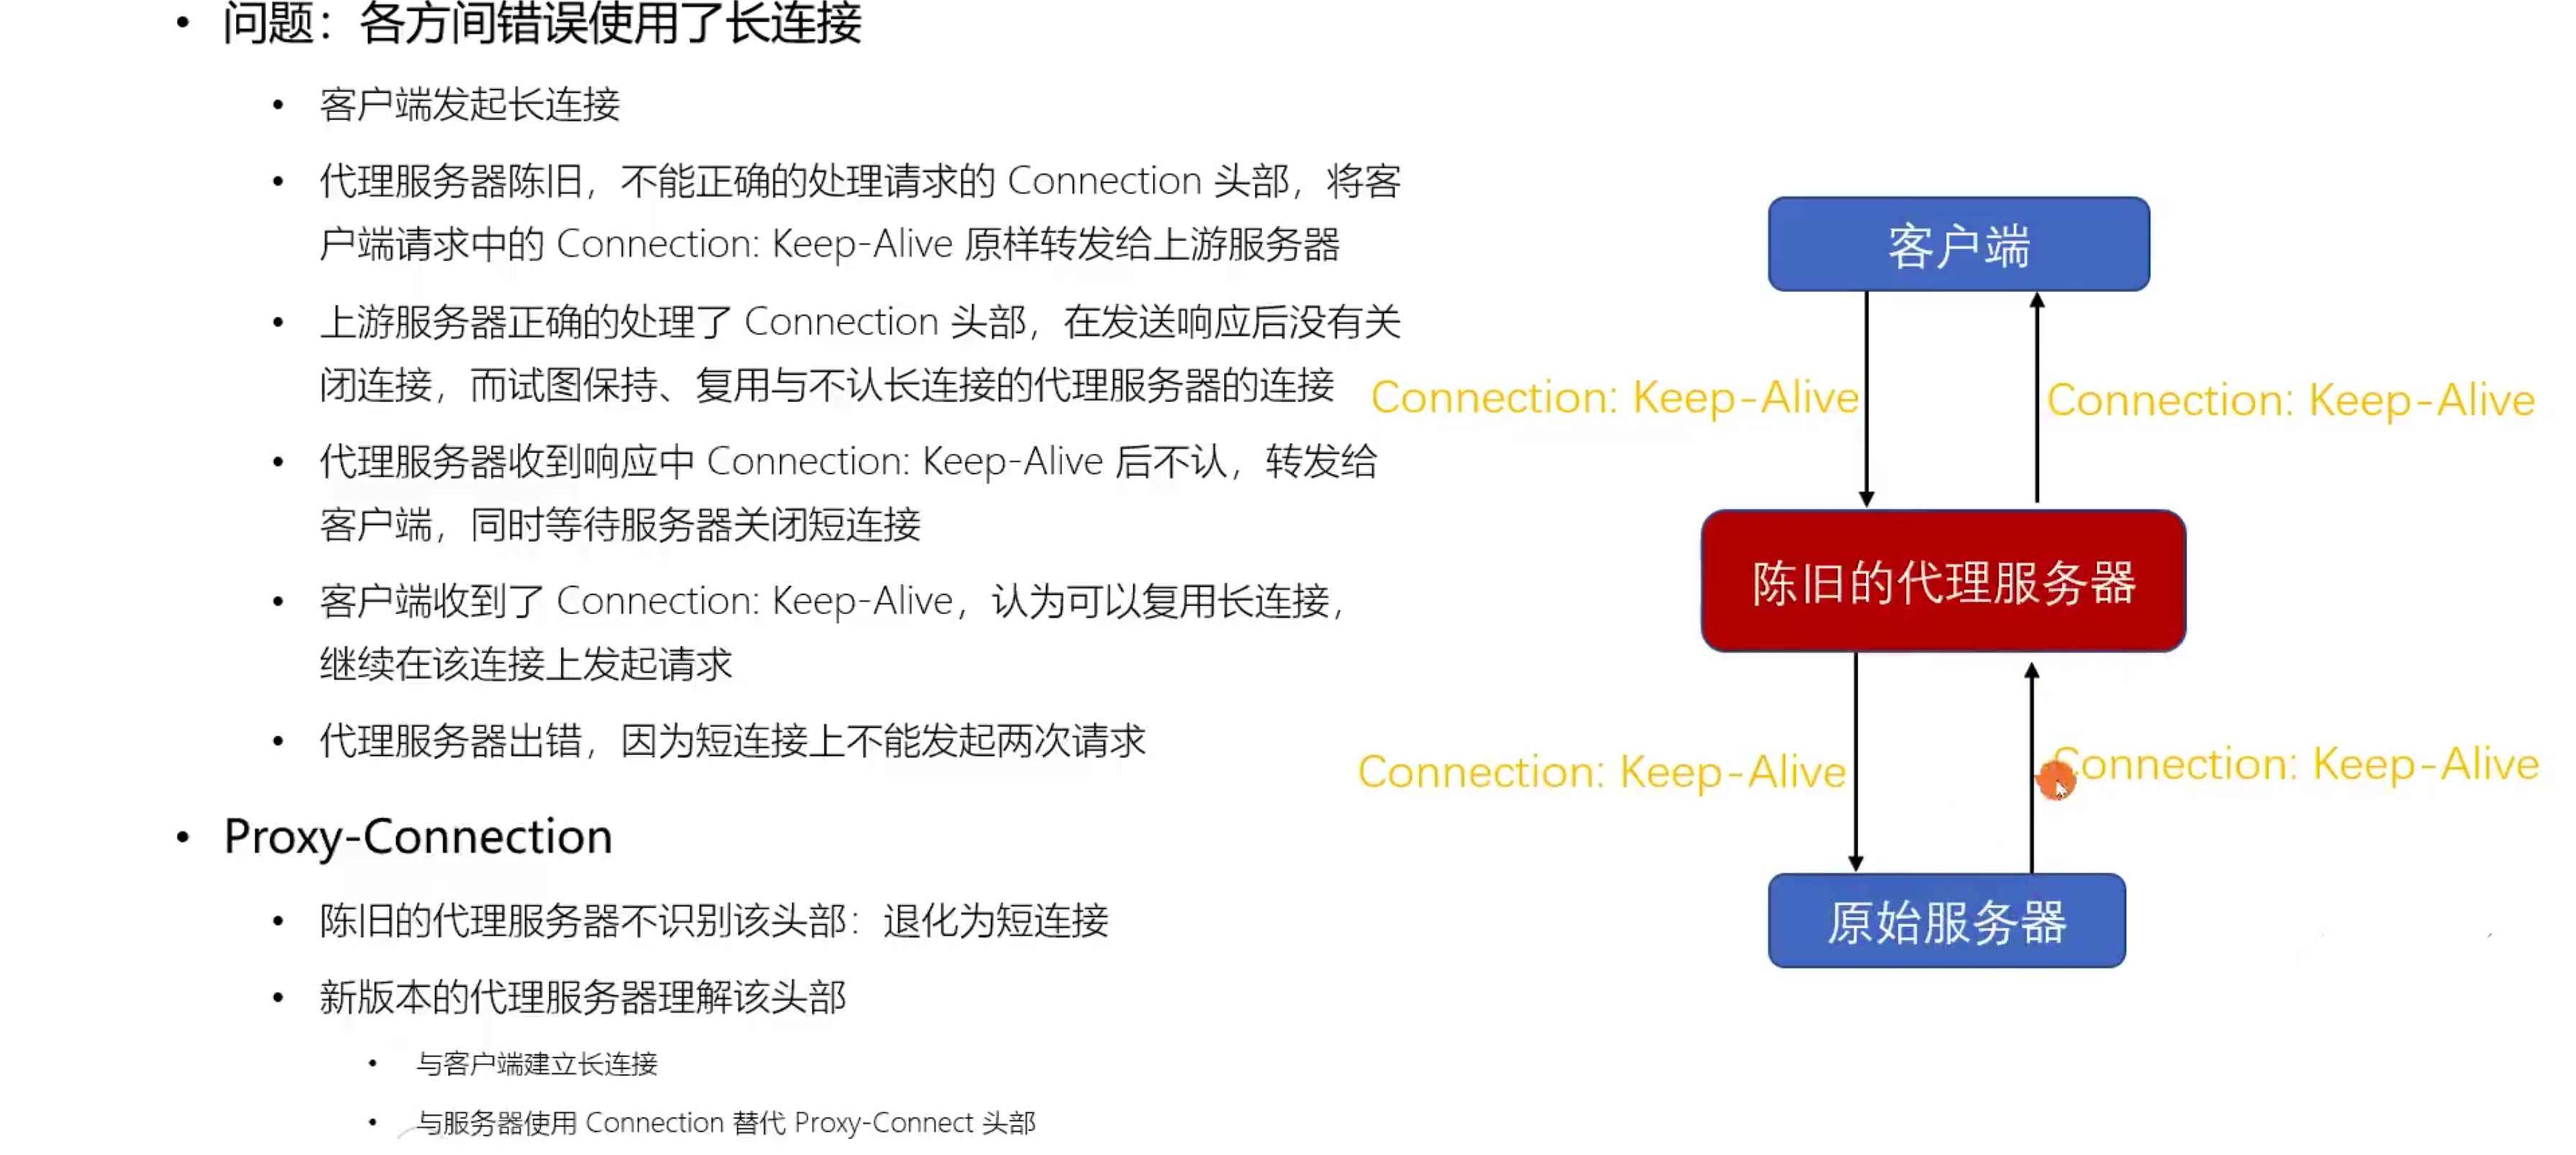 问题：各方间错误使用了长连接
客户端发起长连接
代理服务器陈旧，不能正确的处理请求的 Connection 头部，将客
户端请求中的 Connection: Keep-Alive 原样转发给上游服务器
上游服务器正确的处理了 Connection 头部，在发送响应后没有关
闭连接，而试图保持、复用与不认长连接的代理服务器的连接
代理服务器收到响应中 Connection: Keep-Alive 后不认，转发给
客户端，同时等待服务器关闭短连接
客户端收到了 Connection: Keep-Alive，认为可以复用长连接，
继续在该连接上发起请求
代理服务器出错，因为短连接上不能发起两次请求
Proxy-Connection
陈旧的代理服务器不识别该头部：退化为短连接
新版本的代理服务器理解该头部
与客户端建立长连接
与服务器使用 Connection 替代 Proxy-Connect 头部
客户端
Connection: Keep-Alive
Connection: Keep-Alive
陈旧的代理服务器
Connection: Keep-Alive
Connection: Keep-Alive
原始服务器